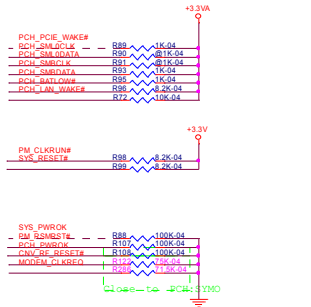 +3.3VA
PCH_PCIE_WAKE#
PCH_SML0CLK R89 1K-04
PCH_SML0DATA R90 @1K-04
PCH_SMBCLK R91 @1K-04
PCH_SMBDATA R93 1K-04
PCH_BATLOW# R95 1K-04
PCH_LAN_WAKE# R96 8.2K-04
R72 10K-04
+3.3V
PM_CLKRUN#
SYS_RESET# R98 8.2K-04
R99 8.2K-04
SYS_PWROK
PM_RSMRST# R88 100K-04
PCH_PWROK R107 100K-04
CNV_RF_RESET# R108 100K-04
MODEM_CLKREQ R122 75K-04
R286 71.5K-04
Close to PCH:SYMO